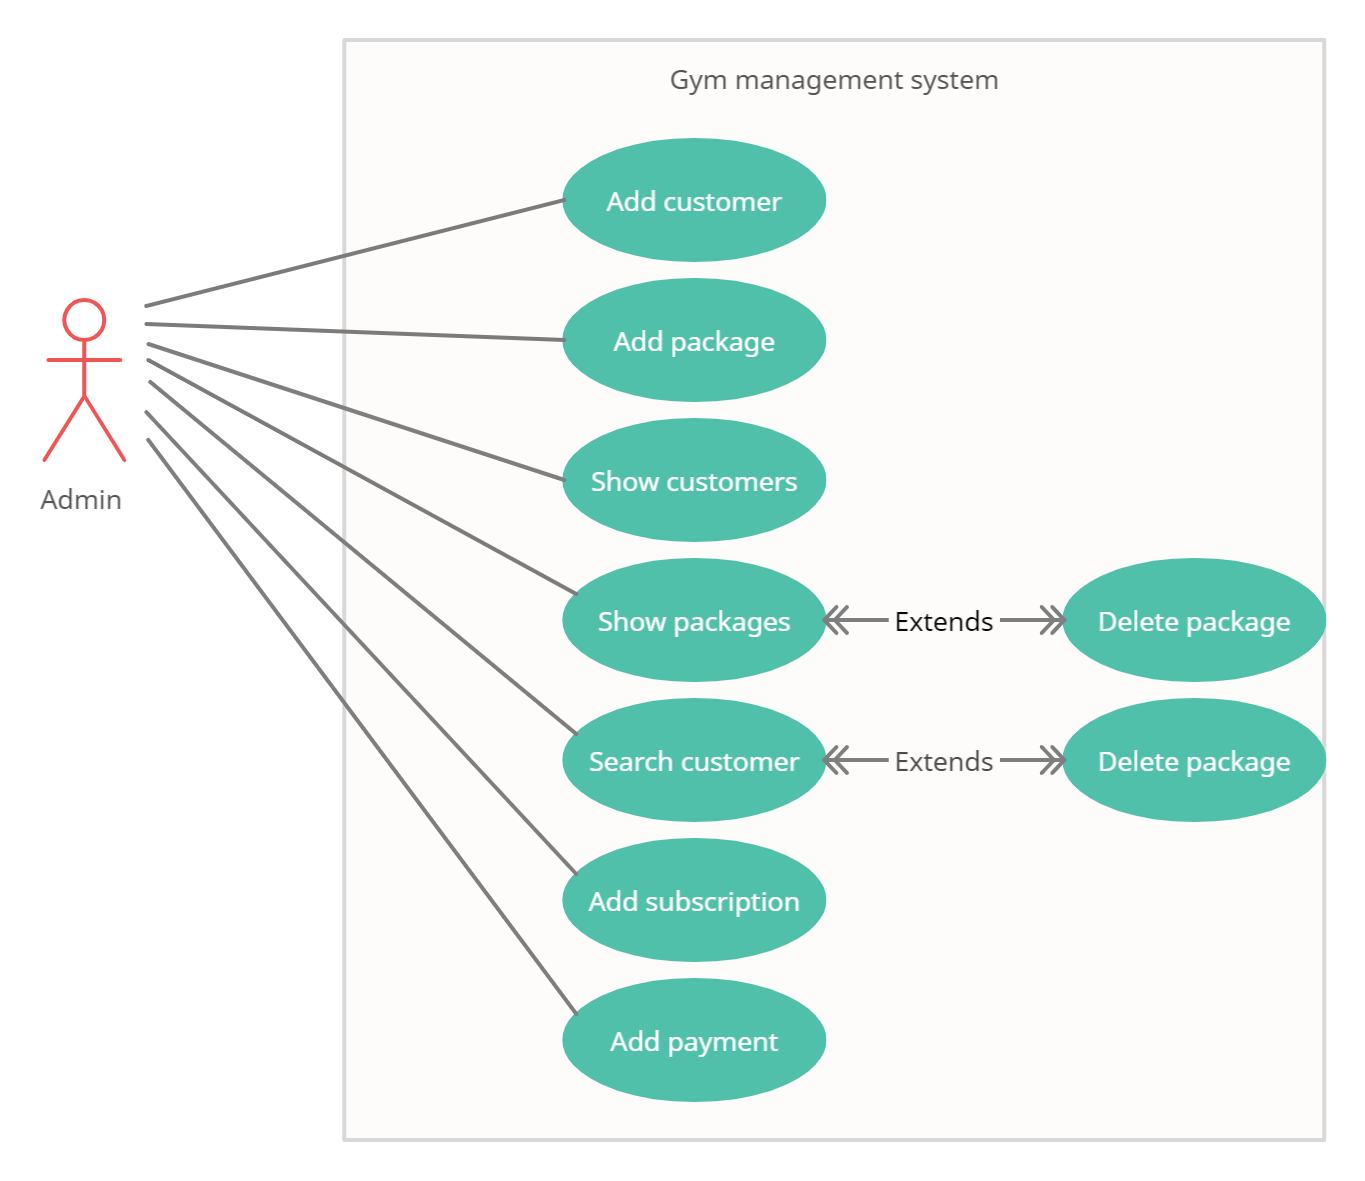 Gym management system
Add customer
Add package
Admin
Show customers
Show packages
Extends
Delete package
Search customer
Extends
Delete package
Add subscription
Add payment